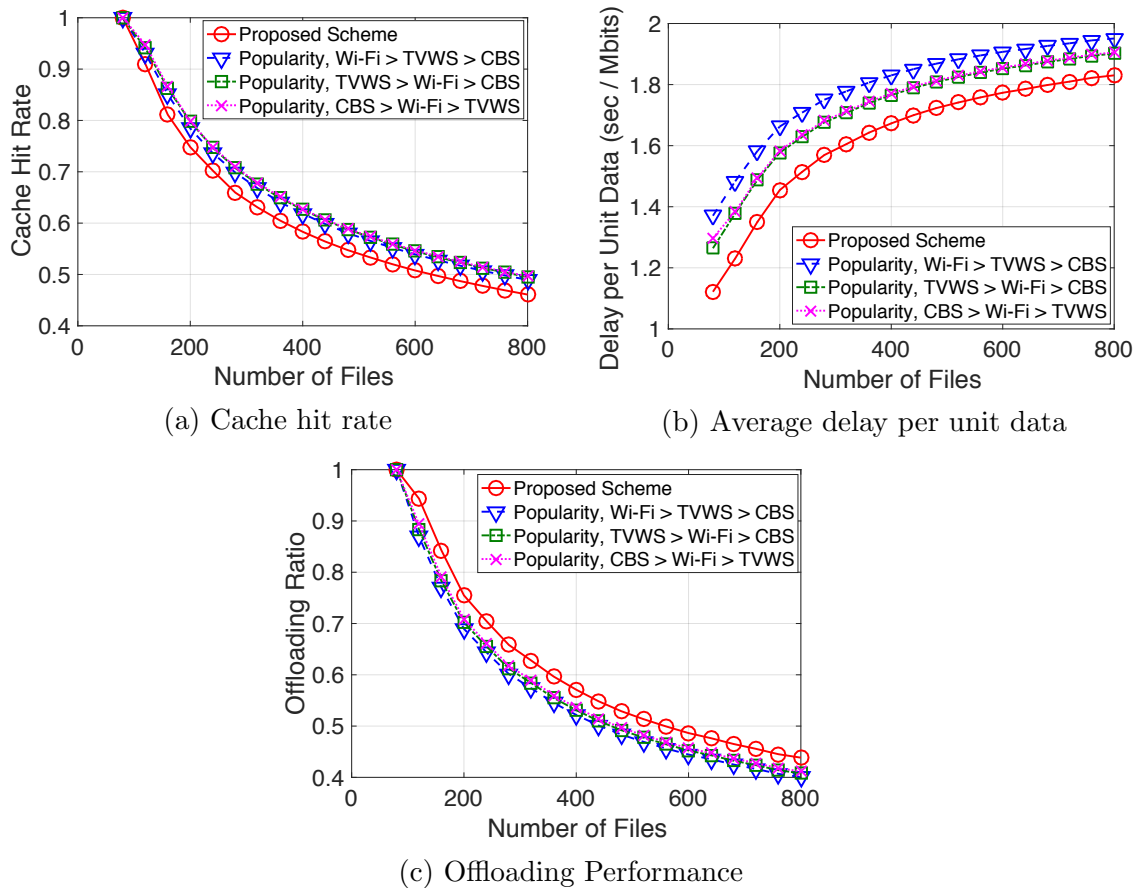 1
0.9
0.8
0.7
0.6
0.5
0.4
0
200
400
600
800
Cache Hit Rate
Number of Files
Proposed Scheme
Popularity, Wi-Fi > TVWS > CBS
Popularity, TVWS > Wi-Fi > CBS
Popularity, CBS > Wi-Fi > TVWS
(a) Cache hit rate
2
1.8
1.6
1.4
1.2
1
0
200
400
600
800
Delay per Unit Data (sec / Mbits)
Number of Files
Proposed Scheme
Popularity, Wi-Fi > TVWS > CBS
Popularity, TVWS > Wi-Fi > CBS
Popularity, CBS > Wi-Fi > TVWS
(b) Average delay per unit data
1
0.9
0.8
0.7
0.6
0.5
0.4
0
200
400
600
800
Offloading Ratio
Number of Files
Proposed Scheme
Popularity, Wi-Fi > TVWS > CBS
Popularity, TVWS > Wi-Fi > CBS
Popularity, CBS > Wi-Fi > TVWS
(c) Offloading Performance